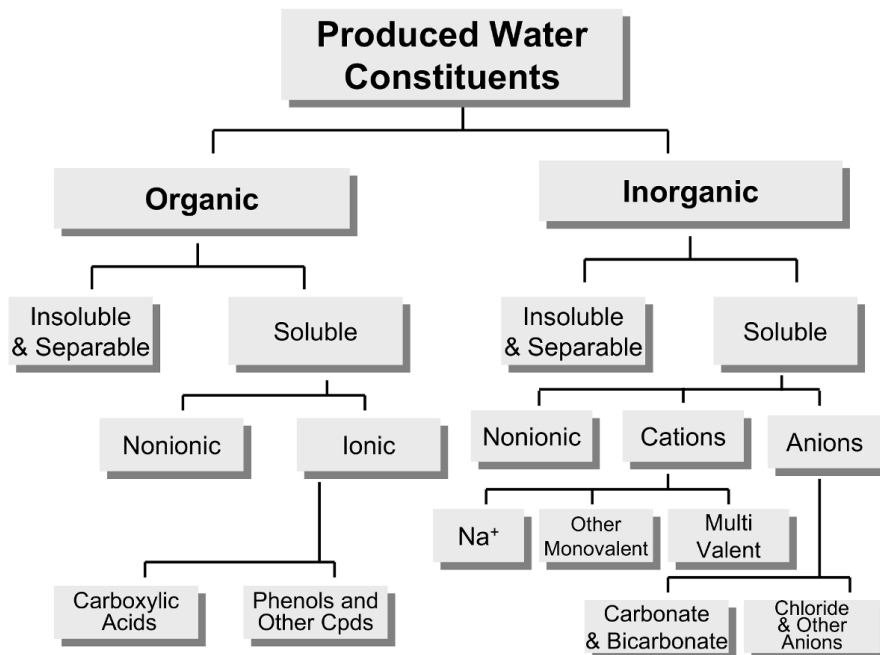 Produced Water
Constituents
Organic
Inorganic
Insoluble
& Separable
Soluble
Insoluble
& Separable
Soluble
Nonionic
Ionic
Nonionic
Cations
Anions
Na⁺
Other
Monovalent
Multi
Valent
Carboxylic
Acids
Phenols and
Other Cpds
Carbonate
& Bicarbonate
Chloride
& Other
Anions